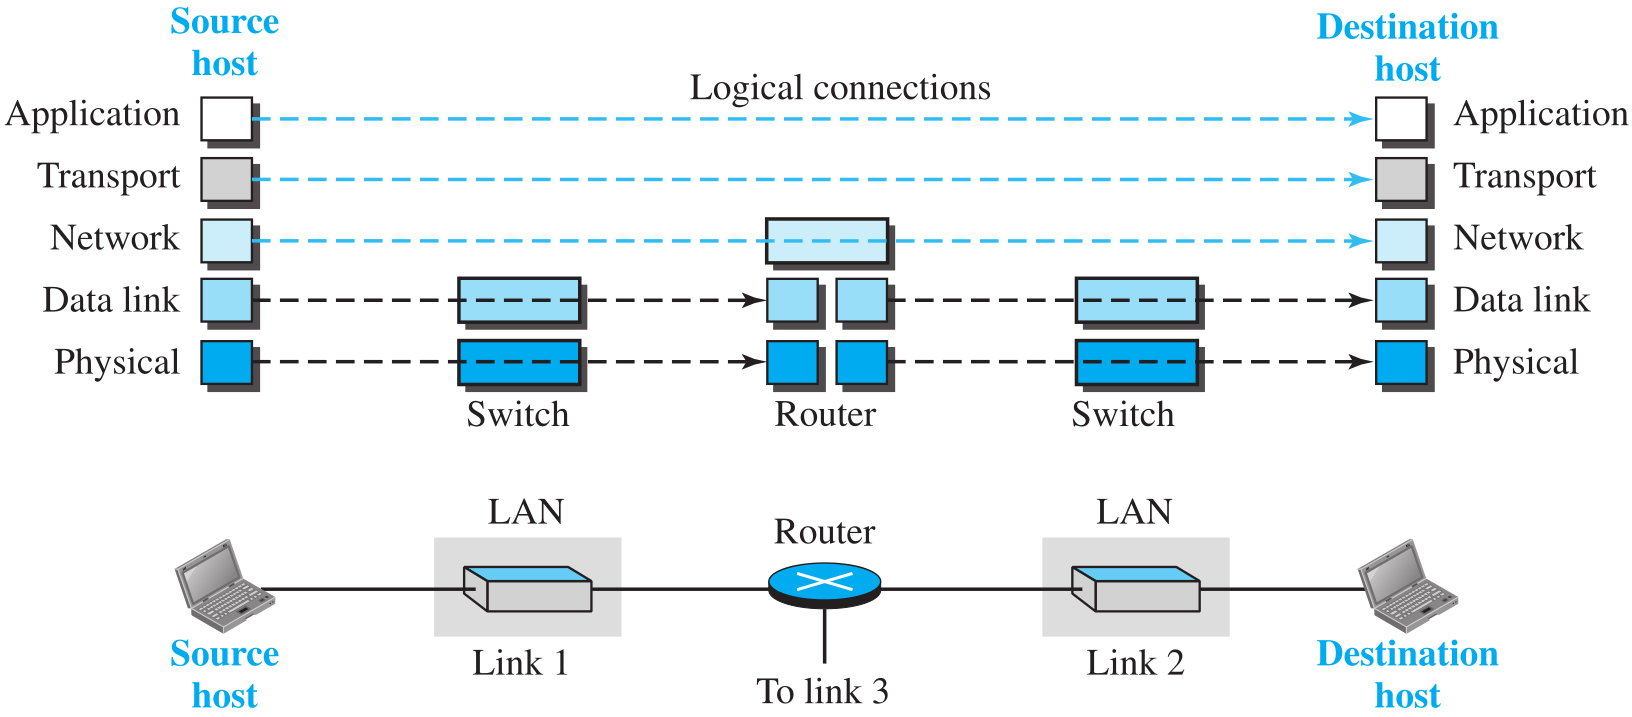 Source
host
Destination
host
Logical connections
Application
Application
Transport
Transport
Network
Network
Data link
Data link
Physical
Physical
Switch
Router
Switch
LAN
Router
LAN
Source
host
Link 1
To link 3
Link 2
Destination
host